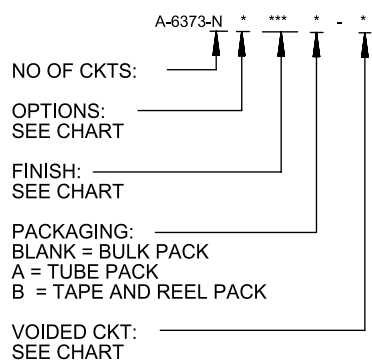 A-6373-N * *** * - *
NO OF CKTS:
OPTIONS:
SEE CHART
FINISH:
SEE CHART
PACKAGING:
BLANK = BULK PACK
A = TUBE PACK
B = TAPE AND REEL PACK
VOIDED CKT:
SEE CHART